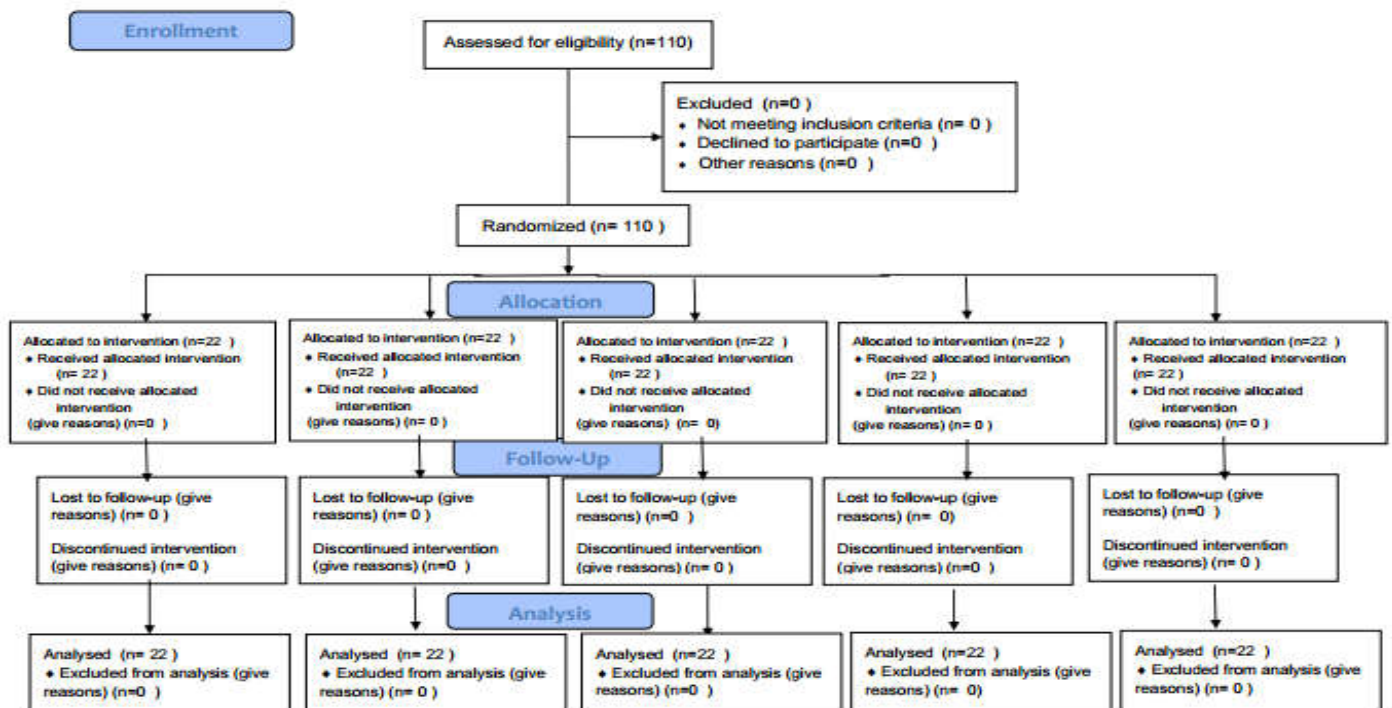 Enrollment
Assessed for eligibility (n=110)
Excluded (n=0 )
⬥ Not meeting inclusion criteria (n= 0 )
⬥ Declined to participate (n=0 )
⬥ Other reasons (n=0 )
Randomized (n= 110 )
Allocation
Allocated to intervention (n=22 )
⬥ Received allocated intervention
(n= 22 )
⬥ Did not receive allocated
intervention
(give reasons) (n=0 )
Allocated to intervention (n=22 )
⬥ Received allocated intervention
(n=22 )
⬥ Did not receive allocated
intervention
(give reasons) (n= 0 )
Allocated to intervention (n=22 )
⬥ Received allocated intervention
(n= 22 )
⬥ Did not receive allocated
intervention
(give reasons) (n= 0)
Allocated to intervention (n=22 )
⬥ Received allocated intervention
(n= 22 )
⬥ Did not receive allocated
intervention
(give reasons) (n= 0 )
Allocated to intervention (n=22 )
⬥ Received allocated intervention
(n= 22 )
⬥ Did not receive allocated
intervention
(give reasons) (n= 0 )
Follow-Up
Lost to follow-up (give
reasons) (n= 0 )
Discontinued intervention
(give reasons) (n= 0 )
Lost to follow-up (give
reasons) (n= 0 )
Discontinued intervention
(give reasons) (n=0 )
Lost to follow-up (give
reasons) (n=0 )
Discontinued intervention
(give reasons) (n= 0 )
Lost to follow-up (give
reasons) (n= 0)
Discontinued intervention
(give reasons) (n=0 )
Lost to follow-up (give
reasons) (n=0 )
Discontinued intervention
(give reasons) (n= 0 )
Analysis
Analysed (n= 22 )
⬥ Excluded from analysis (give
reasons) (n=0 )
Analysed (n= 22 )
⬥ Excluded from analysis (give
reasons) (n= 0 )
Analysed (n=22 )
⬥ Excluded from analysis (give
reasons) (n=0 )
Analysed (n=22 )
⬥ Excluded from analysis (give
reasons) (n= 0)
Analysed (n=22 )
⬥ Excluded from analysis (give
reasons) (n= 0 )